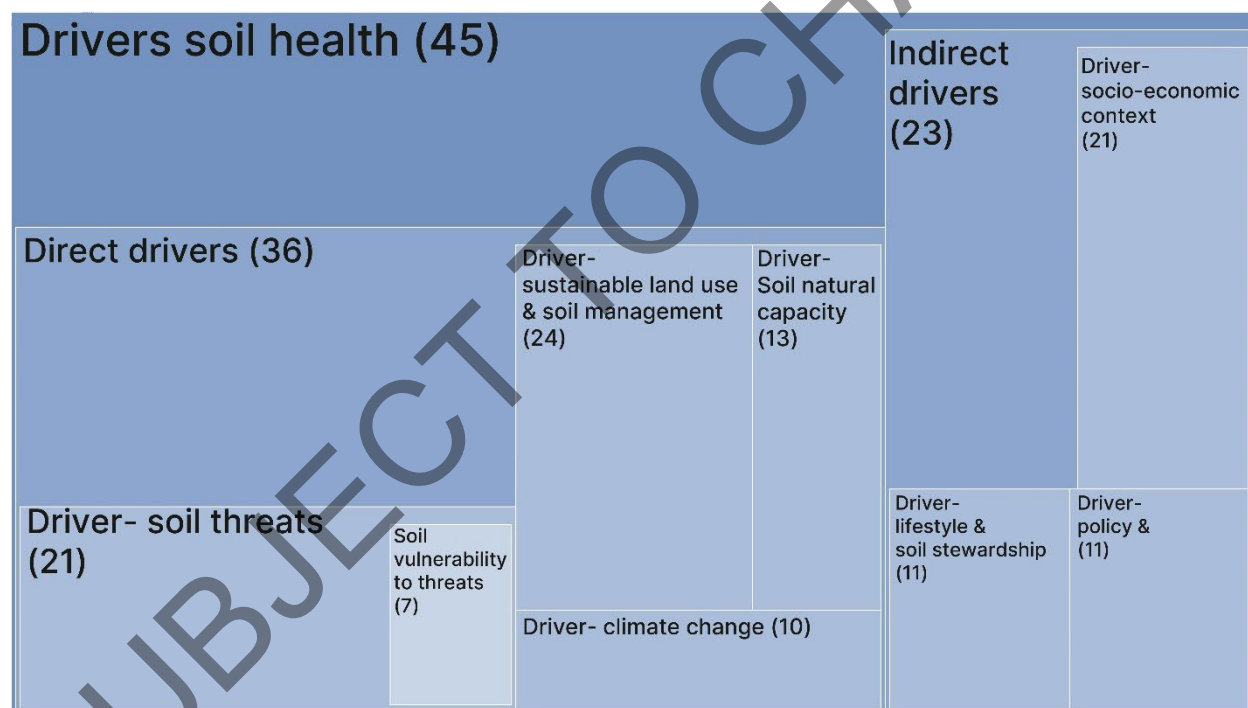 Drivers soil health (45)
Indirect
drivers
(23)
Driver-
socio-economic
context
(21)
Direct drivers (36)
Driver-
sustainable land use
& soil management
(24)
Driver-
Soil natural
capacity
(13)
Driver- soil threats
(21)
Soil
vulnerability
to threats
(7)
Driver- climate change (10)
Driver-
lifestyle &
soil stewardship
(11)
Driver-
policy &
(11)
UBJECT TO CHA